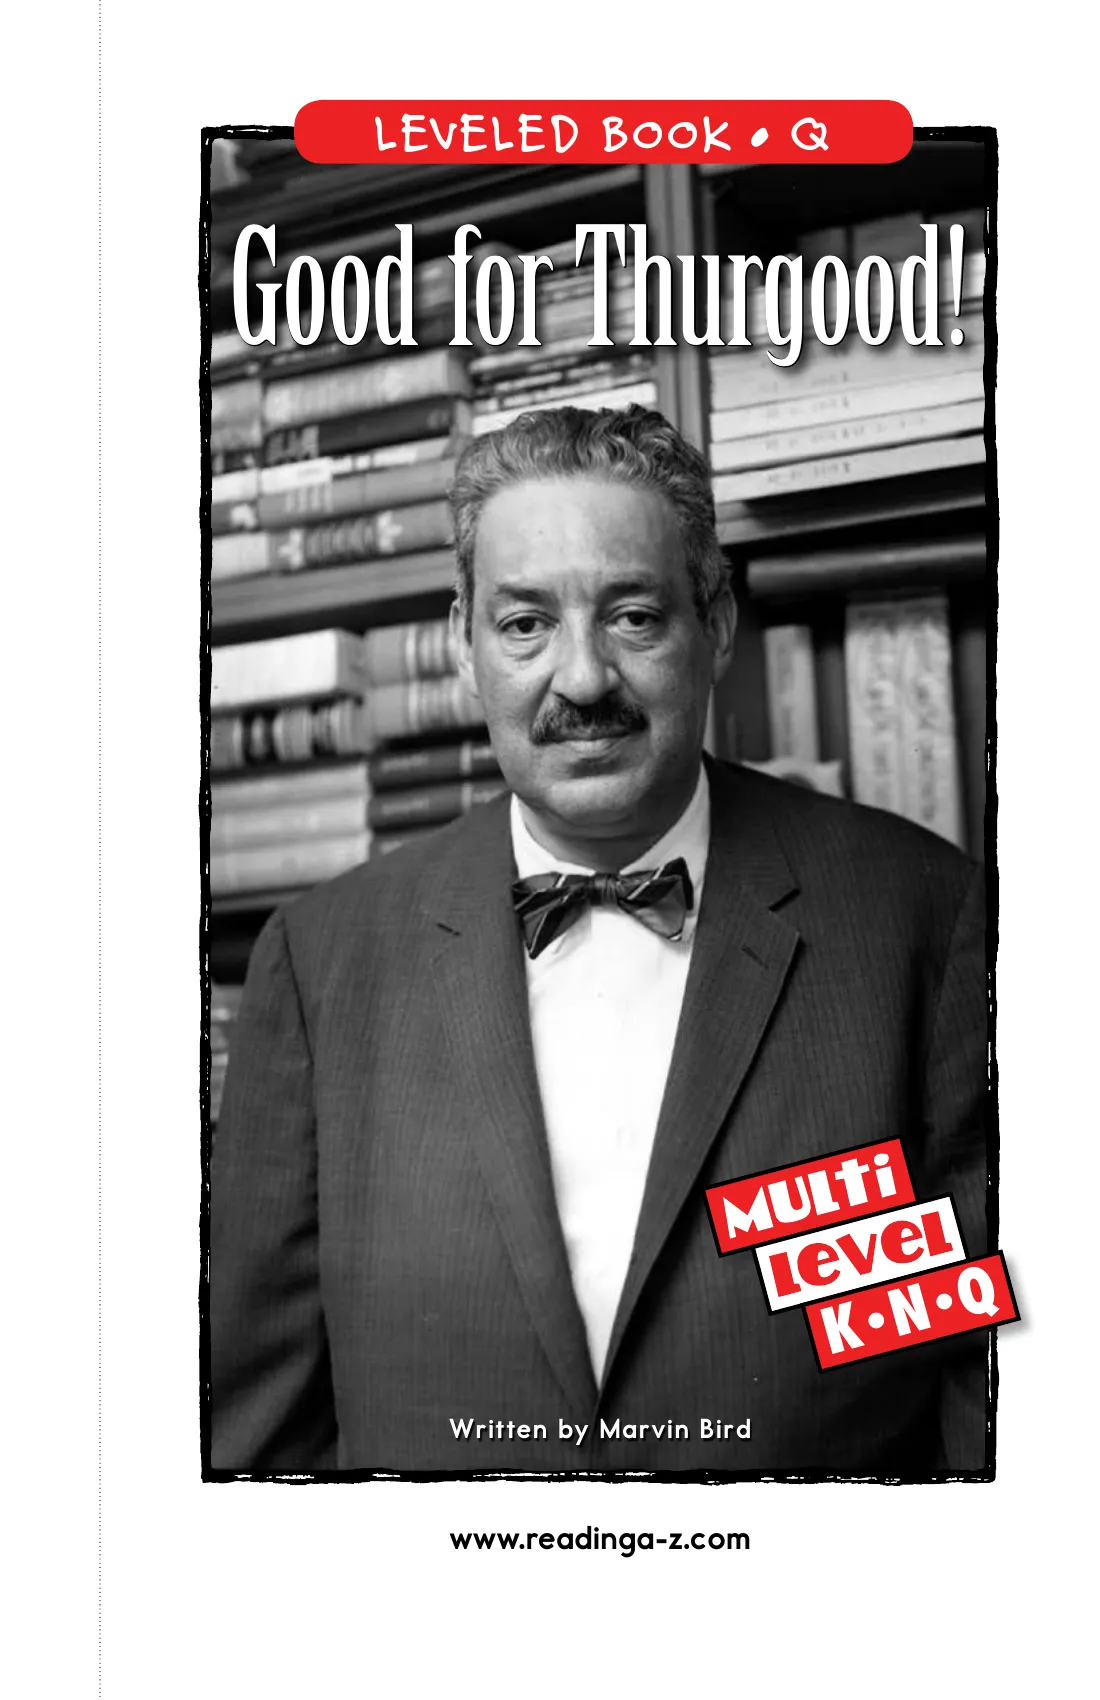 LEVELED BOOK • Q
Good for Thurgood!
MULTi
LeveL
K•N•Q
Written by Marvin Bird
www.readinga-z.com